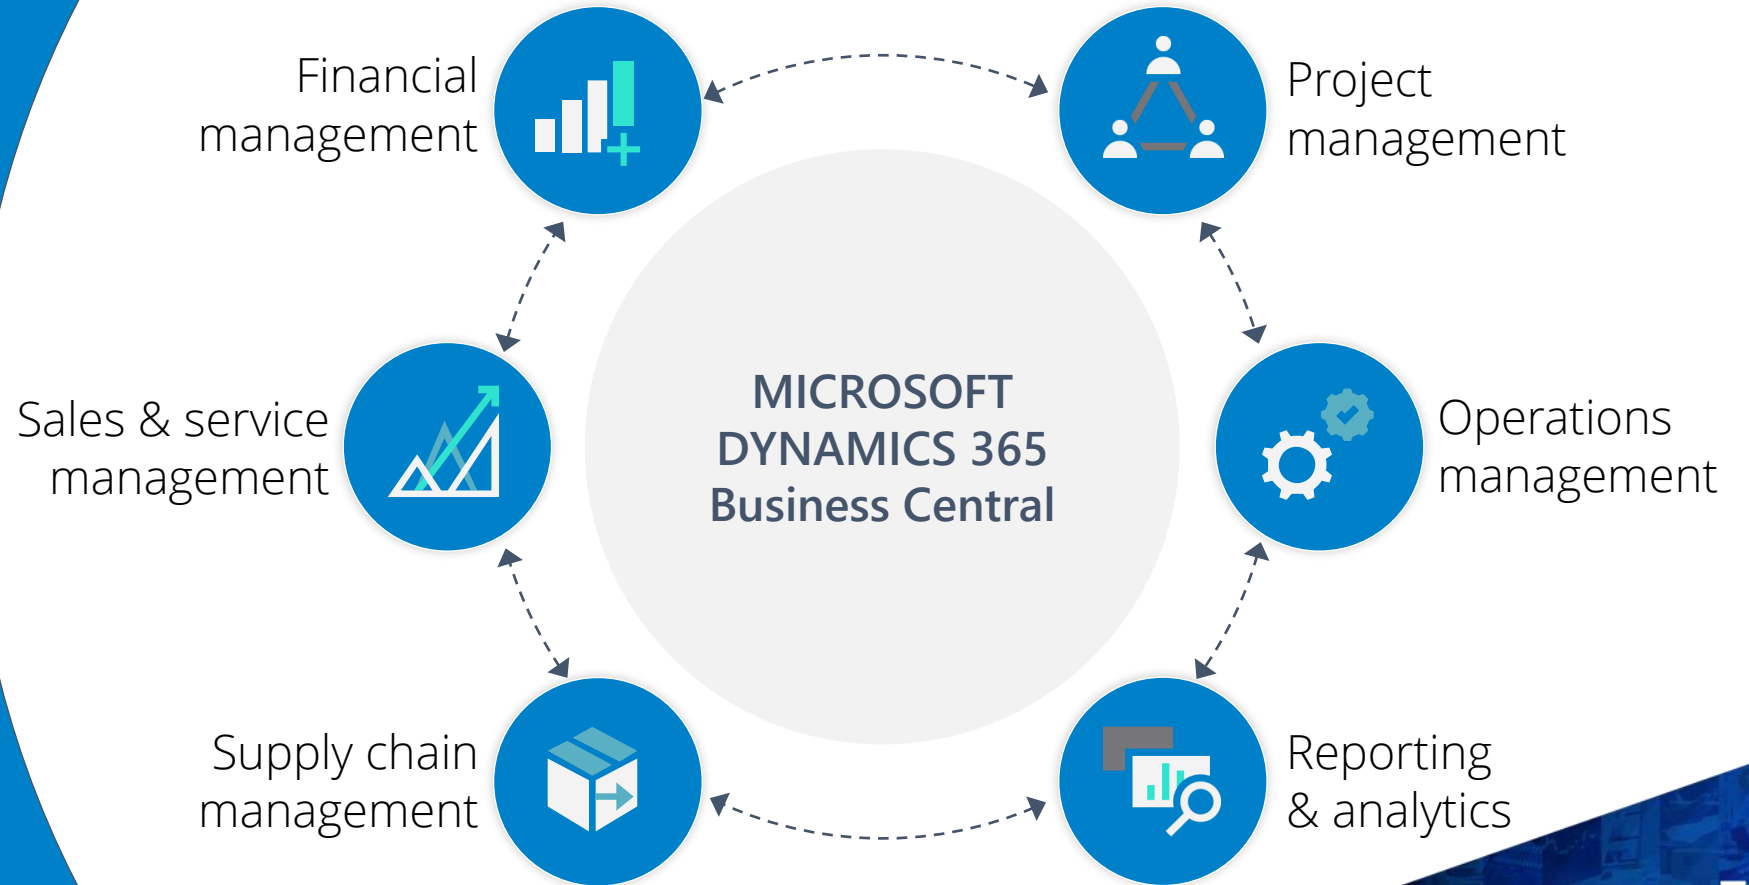 Financial
management
Project
management
MICROSOFT
DYNAMICS 365
Business Central
Sales & service
management
Operations
management
Supply chain
management
Reporting
& analytics